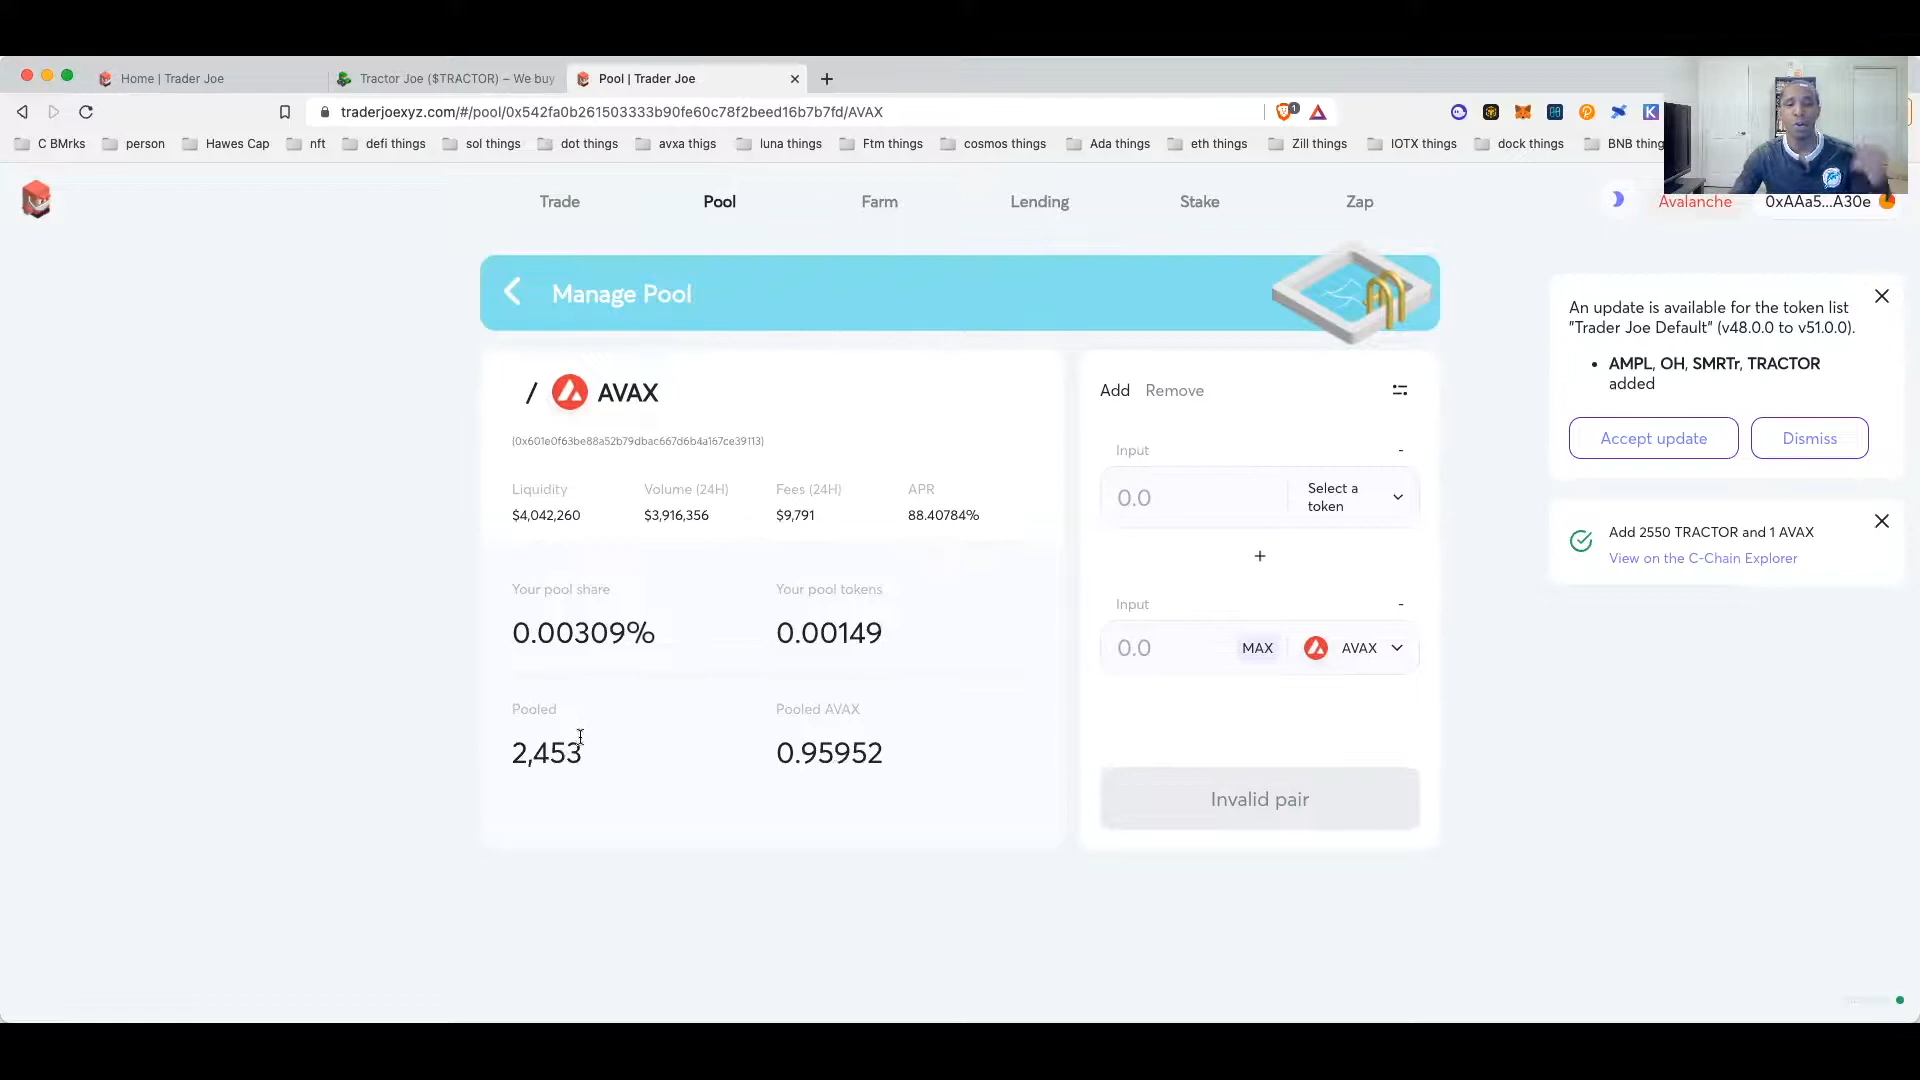 Home | Trader Joe
Tractor Joe ($TRACTOR) – We buy
Pool | Trader Joe
traderjoexyz.com/#/pool/0x542fa0b261503333b90fe60c78f2beed16b7b7fd/AVAX
1
C BMrks
person
Hawes Cap
nft
defi things
sol things
dot things
avxa thigs
luna things
Ftm things
cosmos things
Ada things
eth things
Zill things
IOTX things
dock things
BNB thing
Trade
Pool
Farm
Lending
Stake
Zap
Avalanche
0xAAa5...A30e
Manage Pool
/ AVAX
(0x601e0f63be88a52b79dbac667d6b4a167ce39113)
Liquidity
Volume (24H)
Fees (24H)
APR
$4,042,260
$3,916,356
$9,791
88.40784%
Your pool share
Your pool tokens
0.00309%
0.00149
Pooled
Pooled AVAX
2,453
0.95952
Add
Remove
Input
-
0.0
Select a
token
+
Input
-
0.0
MAX
AVAX
Invalid pair
An update is available for the token list
"Trader Joe Default" (v48.0.0 to v51.0.0).
• AMPL, OH, SMRTr, TRACTOR
added
Accept update
Dismiss
Add 2550 TRACTOR and 1 AVAX
View on the C-Chain Explorer